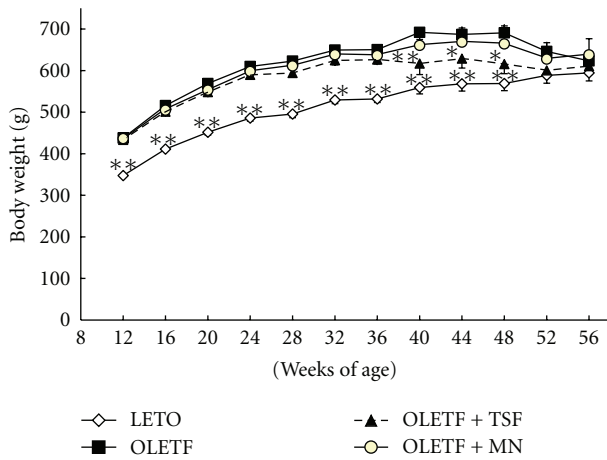 700
600
500
400
300
200
100
0
Body weight (g)
** ** ** ** ** ** ** ** ** **
** * *
8 12 16 20 24 28 32 36 40 44 48 52 56
(Weeks of age)
LETO
OLETF + TSF
OLETF
OLETF + MN